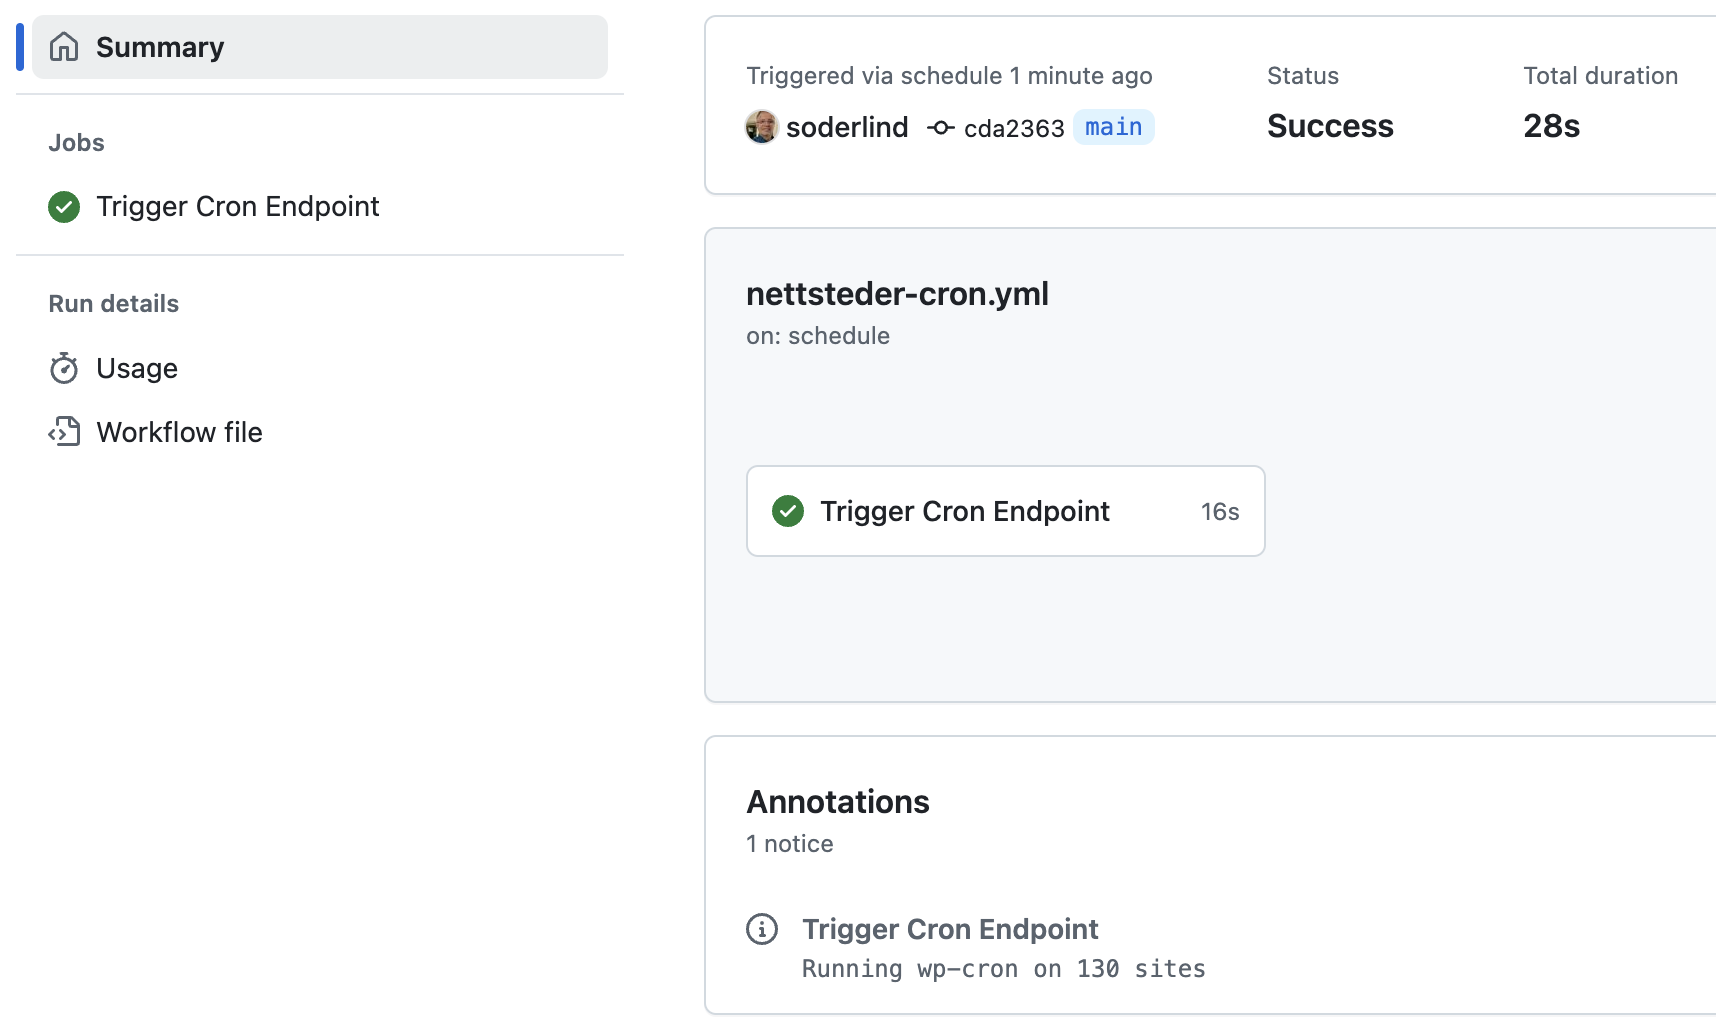 Summary
Jobs
Trigger Cron Endpoint
Run details
Usage
Workflow file
Triggered via schedule 1 minute ago
soderlind cda2363 main
Status
Success
Total duration
28s
nettsteder-cron.yml
on: schedule
Trigger Cron Endpoint 16s
Annotations
1 notice
Trigger Cron Endpoint
Running wp-cron on 130 sites